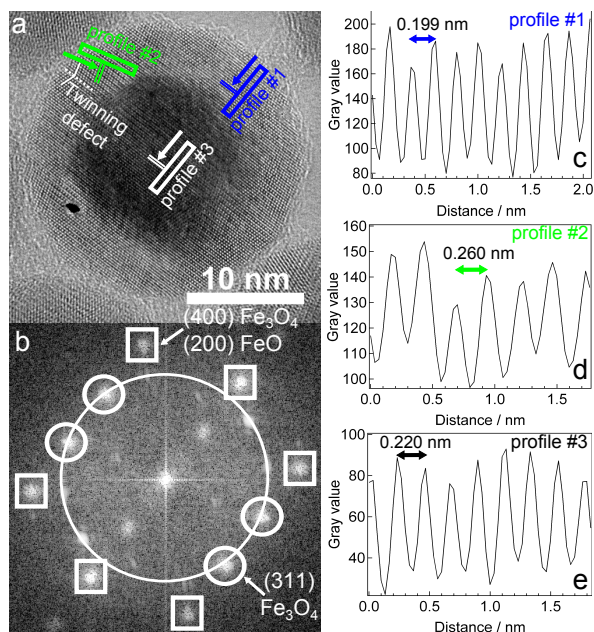 a
profile #2
profile #1
Twinning
defect
profile #3
10 nm
b
(400) Fe₃O₄
(200) FeO
(311)
Fe₃O₄
0.199 nm
profile #1
200
180
160
140
120
100
80
Gray value
c
0.0
0.5
1.0
1.5
2.0
Distance / nm
profile #2
0.260 nm
150
140
130
120
110
100
Gray value
d
0.0
0.5
1.0
1.5
Distance / nm
0.220 nm
profile #3
80
60
40
Gray value
e
0.0
0.5
1.0
1.5
Distance / nm